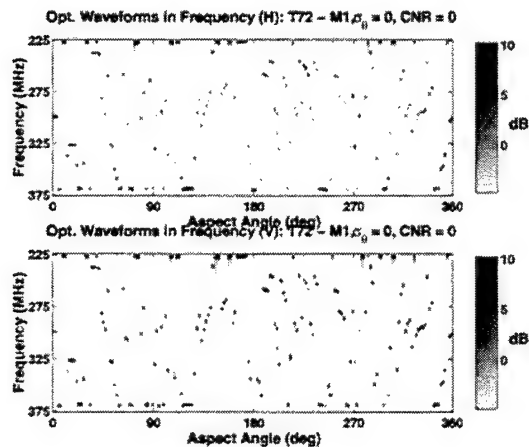 Opt. Waveforms in Frequency (H): T72 – M1,σθ = 0, CNR = 0
225
275
325
375
Frequency (MHz)
0 90 180 270 360
Aspect Angle (deg)
10
5
0
dB
Opt. Waveforms in Frequency (V): T72 – M1,σθ = 0, CNR = 0
225
275
325
375
Frequency (MHz)
0 90 180 270 360
Aspect Angle (deg)
10
5
0
dB